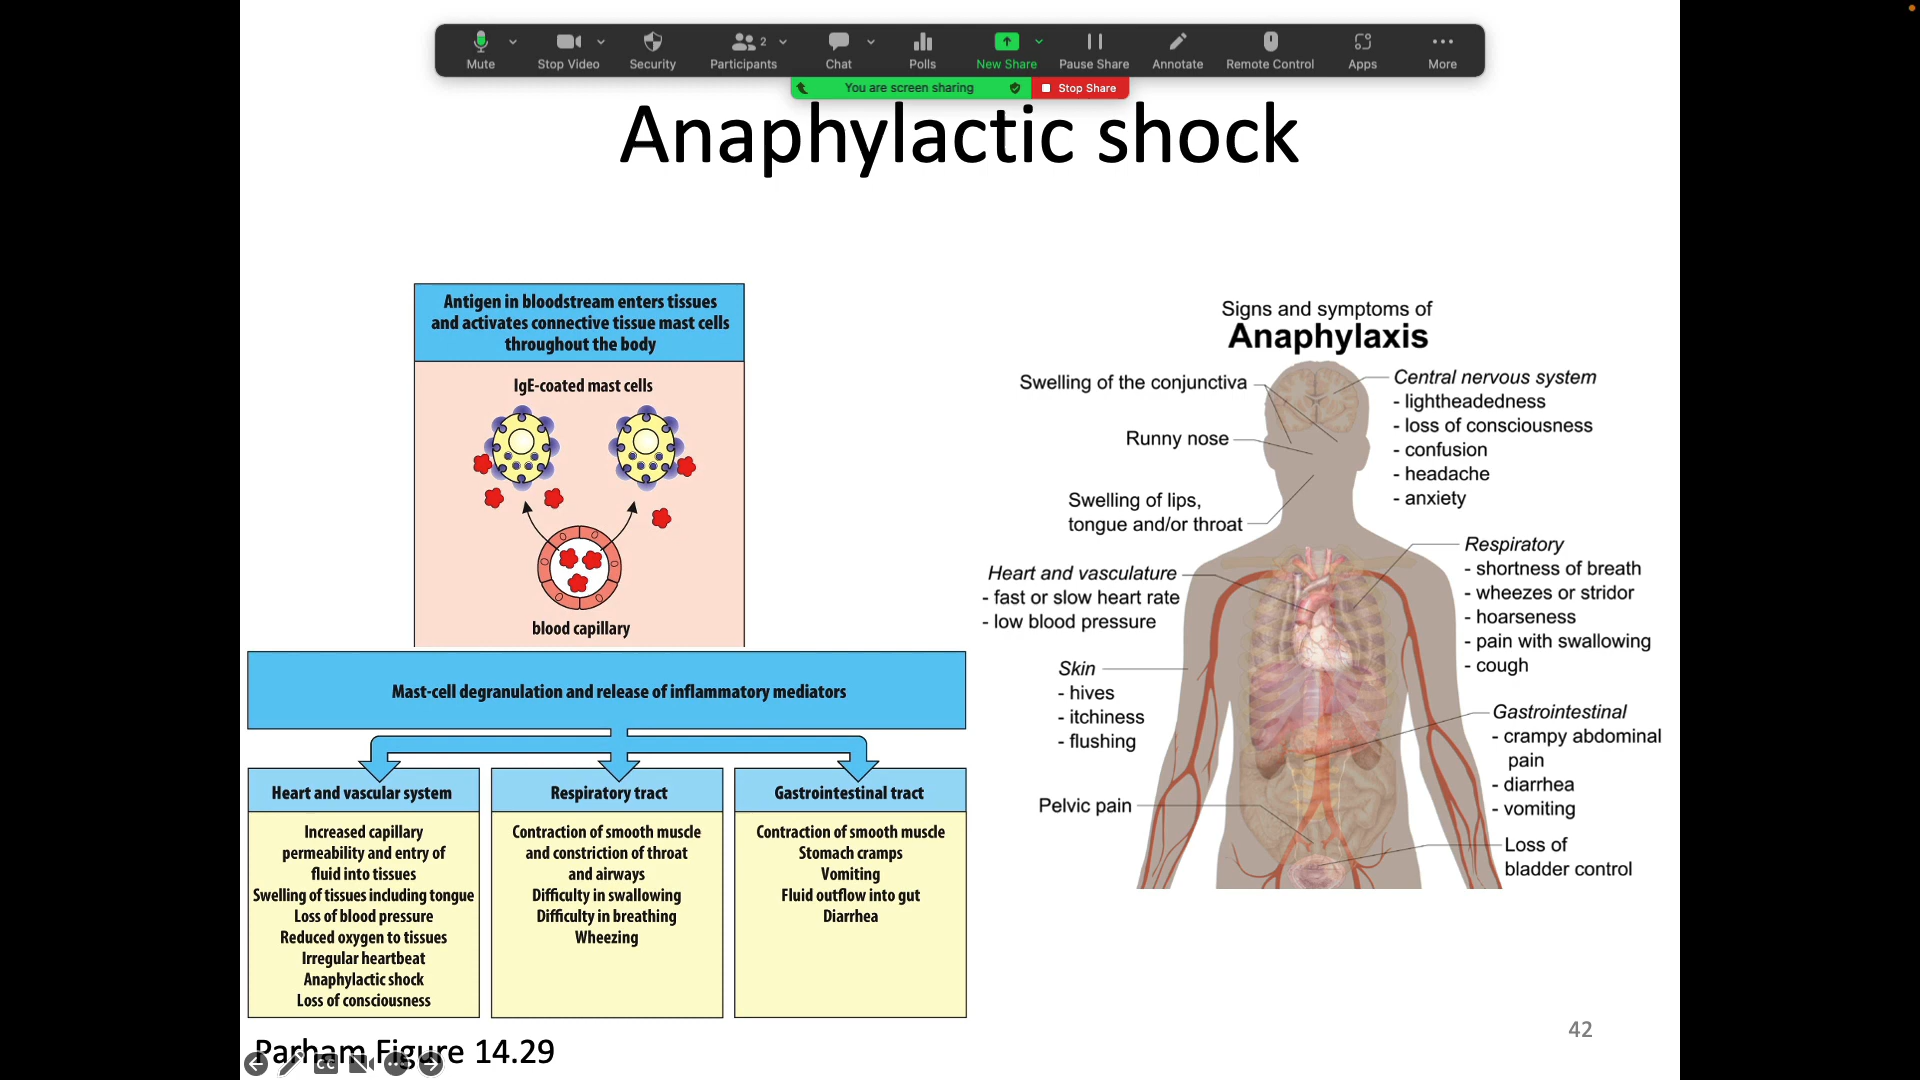 Mute
Stop Video
Security
2
Participants
Chat
Polls
New Share
Pause Share
Annotate
Remote Control
Apps
More
You are screen sharing
Stop Share
Anaphylactic shock
Antigen in bloodstream enters tissues
and activates connective tissue mast cells
throughout the body
IgE-coated mast cells
blood capillary
Mast-cell degranulation and release of inflammatory mediators
Heart and vascular system
Increased capillary
permeability and entry of
fluid into tissues
Swelling of tissues including tongue
Loss of blood pressure
Reduced oxygen to tissues
Irregular heartbeat
Anaphylactic shock
Loss of consciousness
Respiratory tract
Contraction of smooth muscle
and constriction of throat
and airways
Difficulty in swallowing
Difficulty in breathing
Wheezing
Gastrointestinal tract
Contraction of smooth muscle
Stomach cramps
Vomiting
Fluid outflow into gut
Diarrhea
Signs and symptoms of
Anaphylaxis
Swelling of the conjunctiva
Runny nose
Swelling of lips,
tongue and/or throat
Heart and vasculature
- fast or slow heart rate
- low blood pressure
Skin
- hives
- itchiness
- flushing
Pelvic pain
Central nervous system
- lightheadedness
- loss of consciousness
- confusion
- headache
- anxiety
Respiratory
- shortness of breath
- wheezes or stridor
- hoarseness
- pain with swallowing
- cough
Gastrointestinal
- crampy abdominal
pain
- diarrhea
- vomiting
Loss of
bladder control
42
Parham Figure 14.29
CC